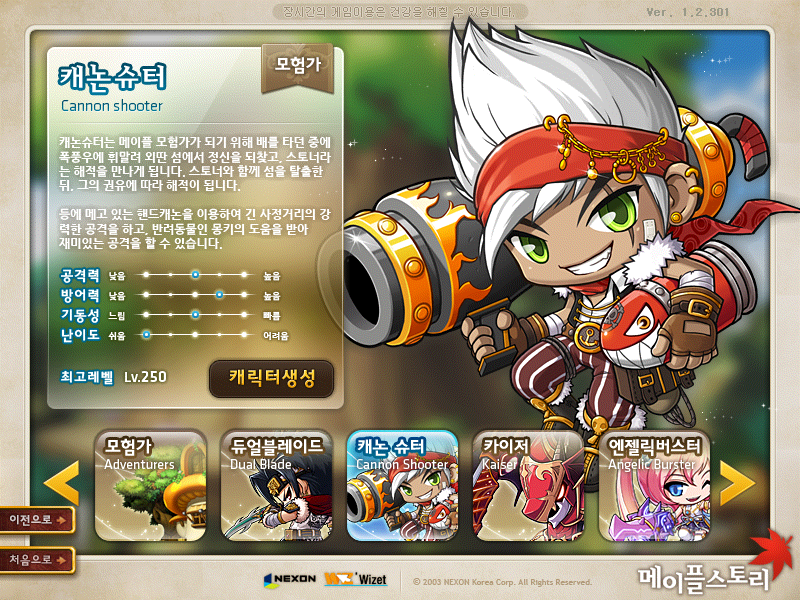 장시간의 게임이용은 건강을 해칠 수 있습니다.
Ver. 1.2.301
캐논슈터
모험가
Cannon shooter
캐논슈터는 메이플 모험가가 되기 위해 배를 타던 중에
폭풍우에 휘말려 외딴 섬에서 정신을 되찾고, 스토너라
는 해적을 만나게 됩니다. 스토너와 함께 섬을 탈출한
뒤, 그의 권유에 따라 해적이 됩니다.
등에 메고 있는 핸드캐논을 이용하여 긴 사정거리의 강
력한 공격을 하고, 반려동물인 몽키의 도움을 받아
재미있는 공격을 할 수 있습니다.
공격력 낮음 높음
방어력 낮음 높음
기동성 느림 빠름
난이도 쉬움 어려움
최고레벨 Lv.250
캐릭터생성
모험가
Adventurers
듀얼블레이드
Dual Blade
캐논 슈터
Cannon Shooter
카이저
Kaiser
엔젤릭버스터
Angelic Burster
이전으로
처음으로
NEXON
Wizet
© 2003 NEXON Korea Corp. All Rights Reserved.
메이플스토리